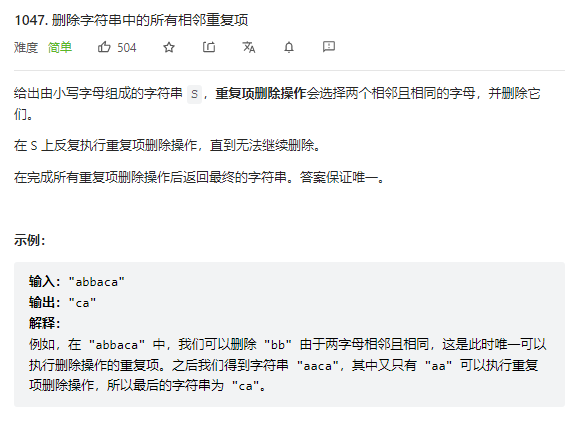 1047. 删除字符串中的所有相邻重复项
难度 简单 504
给出由小写字母组成的字符串 S，重复项删除操作会选择两个相邻且相同的字母，并删除它
们。
在 S 上反复执行重复项删除操作，直到无法继续删除。
在完成所有重复项删除操作后返回最终的字符串。答案保证唯一。
示例：
输入："abbaca"
输出："ca"
解释：
例如，在 "abbaca" 中，我们可以删除 "bb" 由于两字母相邻且相同，这是此时唯一可以
执行删除操作的重复项。之后我们得到字符串 "aaca"，其中又只有 "aa" 可以执行重复
项删除操作，所以最后的字符串为 "ca"。